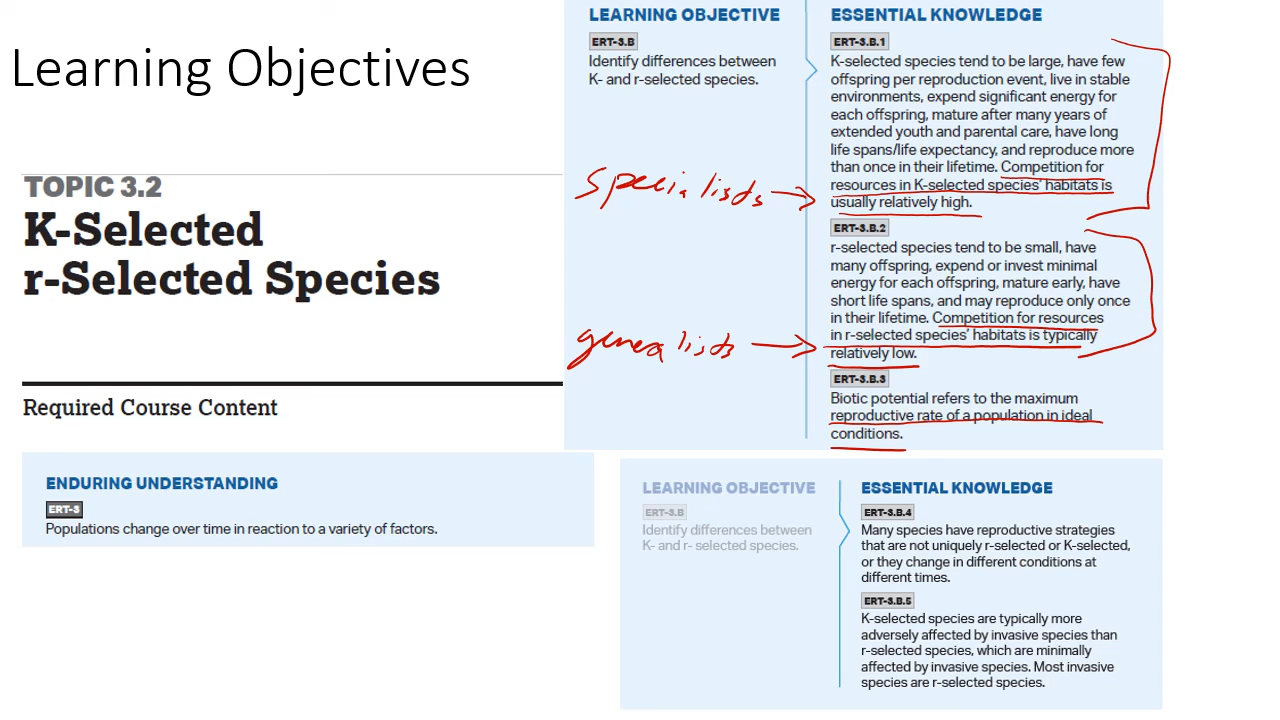 Learning Objectives
TOPIC 3.2
K-Selected
r-Selected Species
Required Course Content
ENDURING UNDERSTANDING
ERT-3
Populations change over time in reaction to a variety of factors.
LEARNING OBJECTIVE
ERT-3.B
Identify differences between
K- and r-selected species.
specialists
generalists
ESSENTIAL KNOWLEDGE
ERT-3.B.1
K-selected species tend to be large, have few
offspring per reproduction event, live in stable
environments, expend significant energy for
each offspring, mature after many years of
extended youth and parental care, have long
life spans/life expectancy, and reproduce more
than once in their lifetime. Competition for
resources in K-selected species' habitats is
usually relatively high.
ERT-3.B.2
r-selected species tend to be small, have
many offspring, expend or invest minimal
energy for each offspring, mature early, have
short life spans, and may reproduce only once
in their lifetime. Competition for resources
in r-selected species' habitats is typically
relatively low.
ERT-3.B.3
Biotic potential refers to the maximum
reproductive rate of a population in ideal
conditions.
LEARNING OBJECTIVE
ERT-3.B
Identify differences between
K- and r- selected species.
ESSENTIAL KNOWLEDGE
ERT-3.B.4
Many species have reproductive strategies
that are not uniquely r-selected or K-selected,
or they change in different conditions at
different times.
ERT-3.B.5
K-selected species are typically more
adversely affected by invasive species than
r-selected species, which are minimally
affected by invasive species. Most invasive
species are r-selected species.